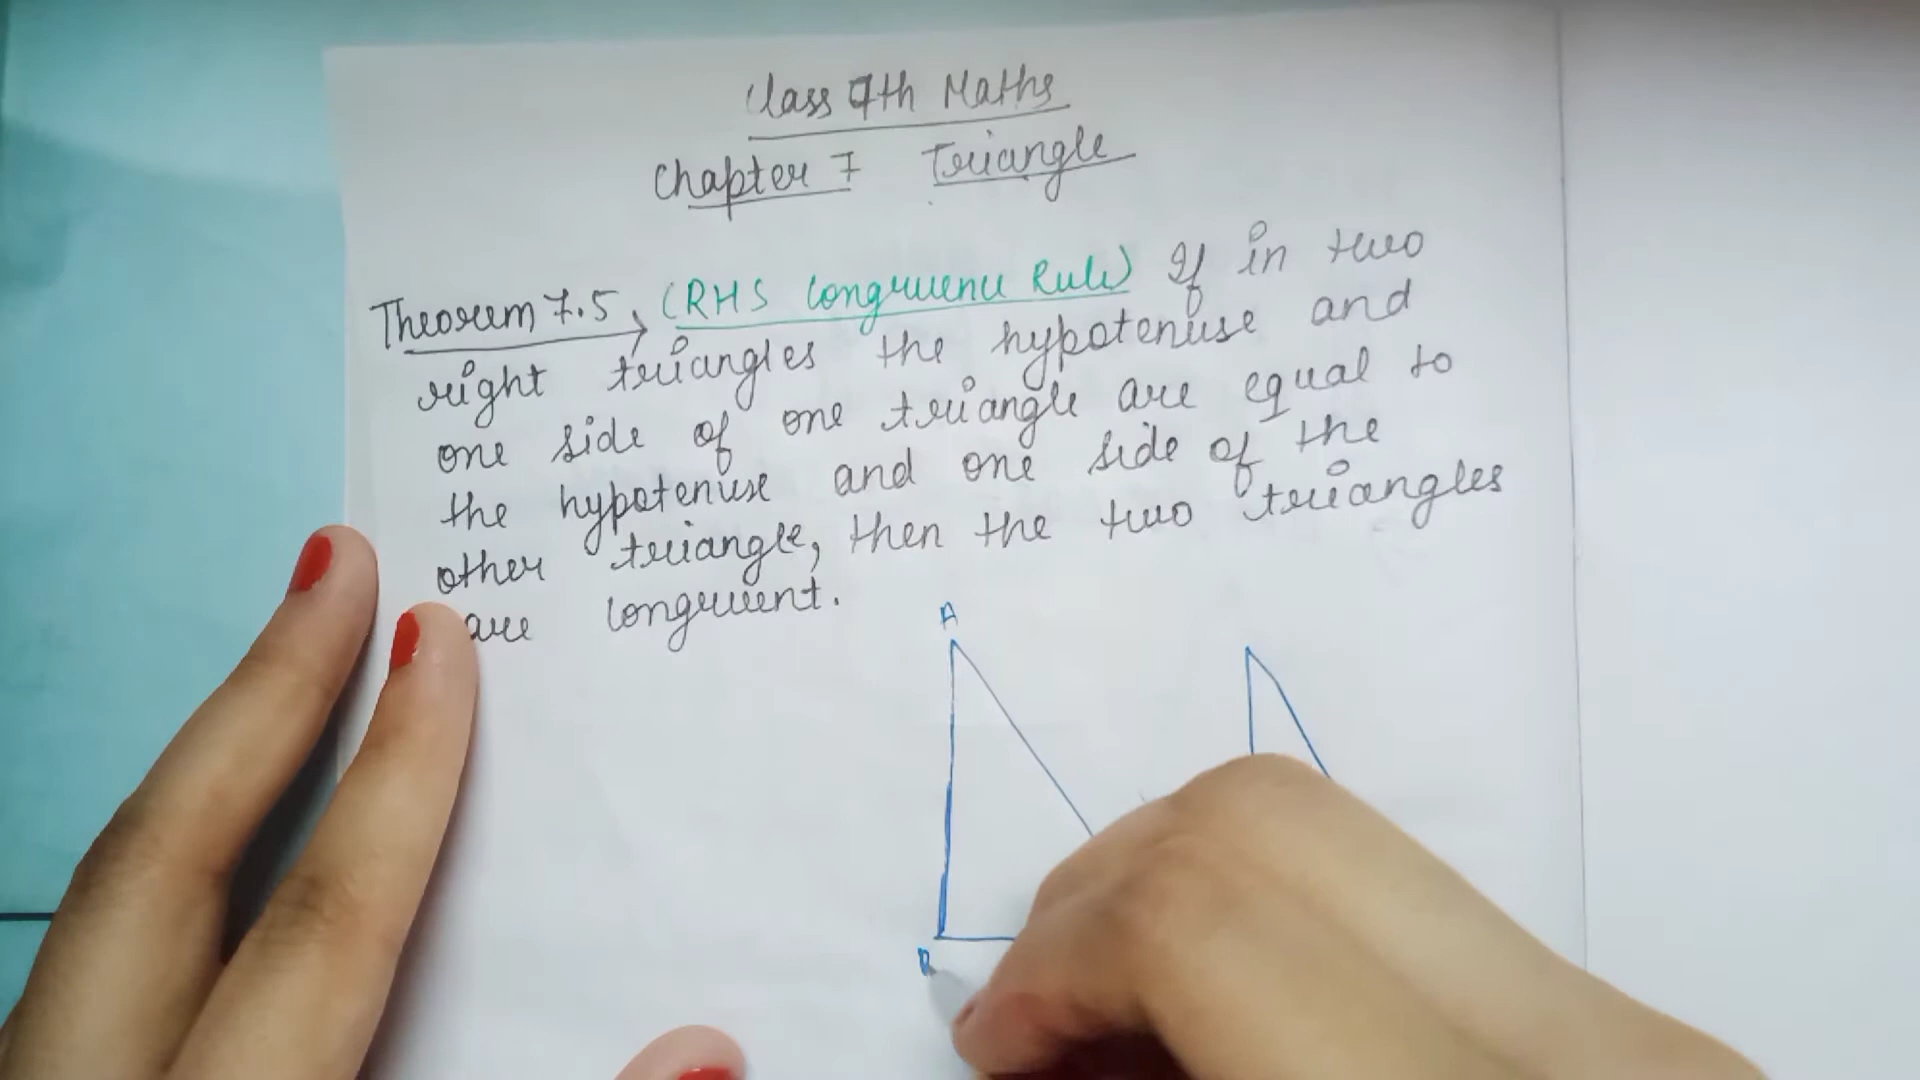 Class 9th Maths
Chapter 7 Triangle
Theorem 7.5, (RHS Congruence Rule) If in two
right triangles the hypotenuse and
one side of one triangle are equal to
the hypotenuse and one side of the
other triangle, then the two triangles
are congruent.
A
B